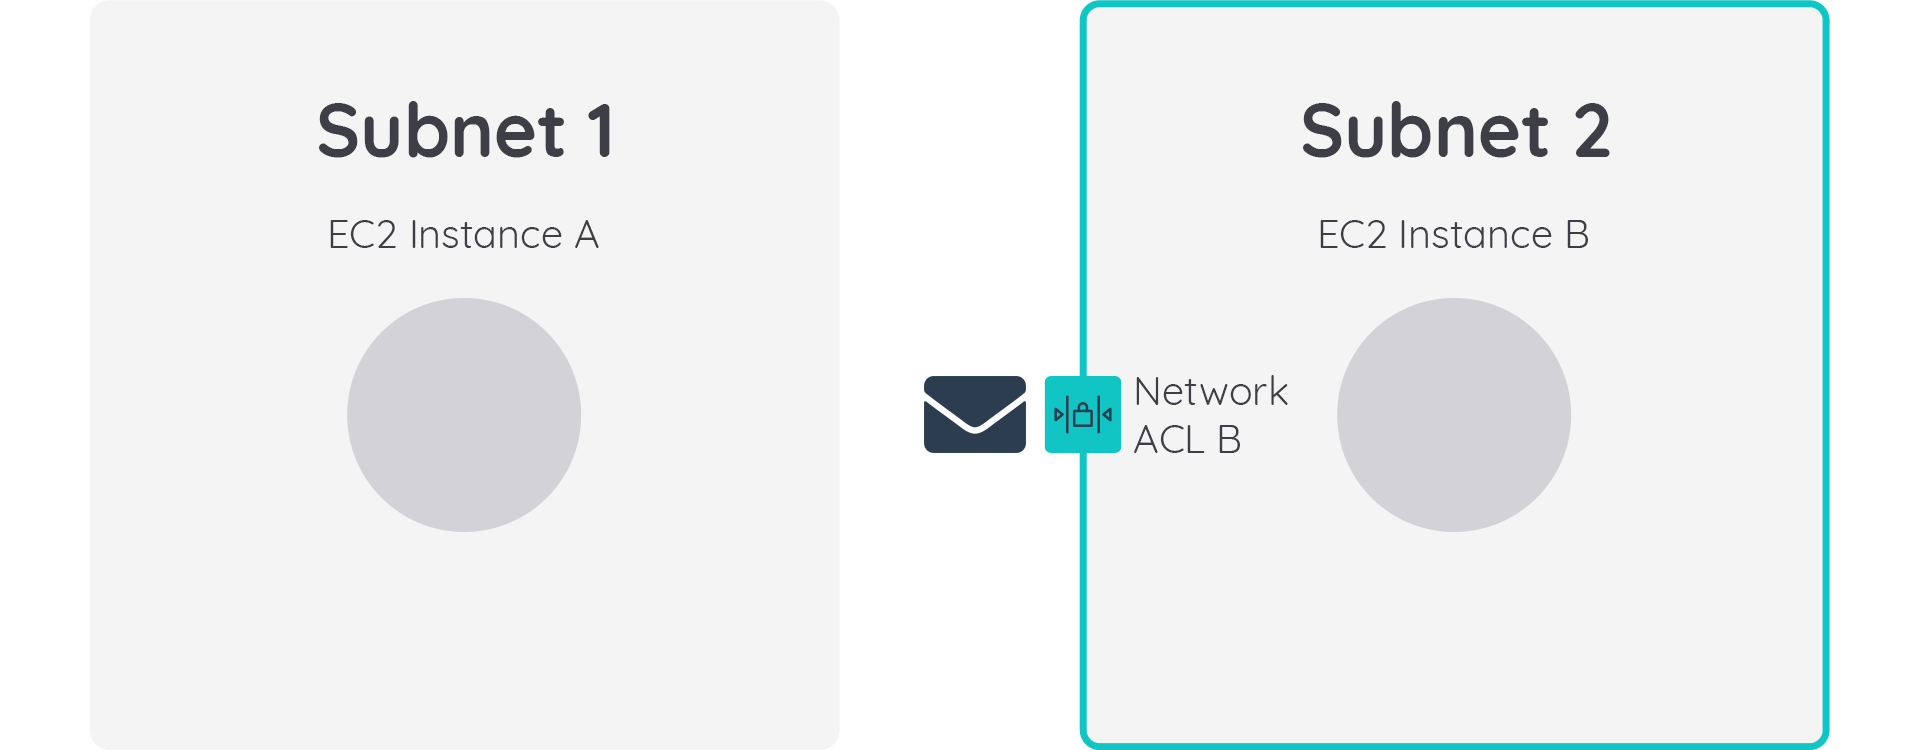 Subnet 1
EC2 Instance A
Subnet 2
EC2 Instance B
Network
ACL B